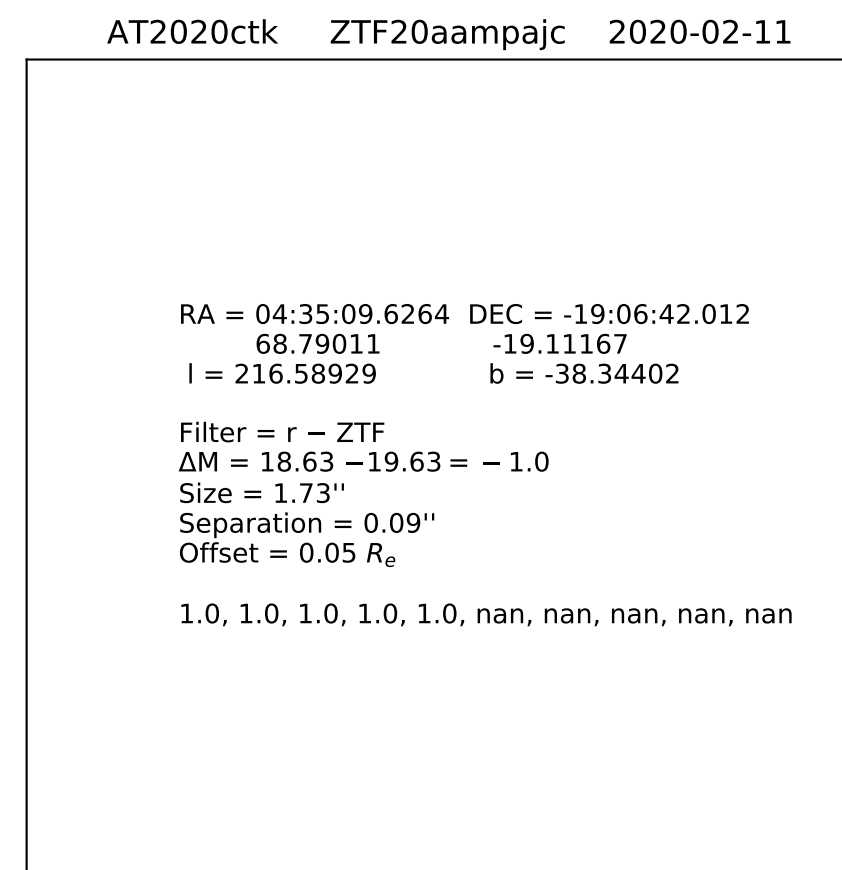 AT2020ctk ZTF20aampajc 2020-02-11
RA = 04:35:09.6264 DEC = -19:06:42.012
68.79011 -19.11167
l = 216.58929 b = -38.34402
Filter = r − ZTF
ΔM = 18.63 −19.63 = − 1.0
Size = 1.73''
Separation = 0.09''
Offset = 0.05 Rₑ
1.0, 1.0, 1.0, 1.0, 1.0, nan, nan, nan, nan, nan